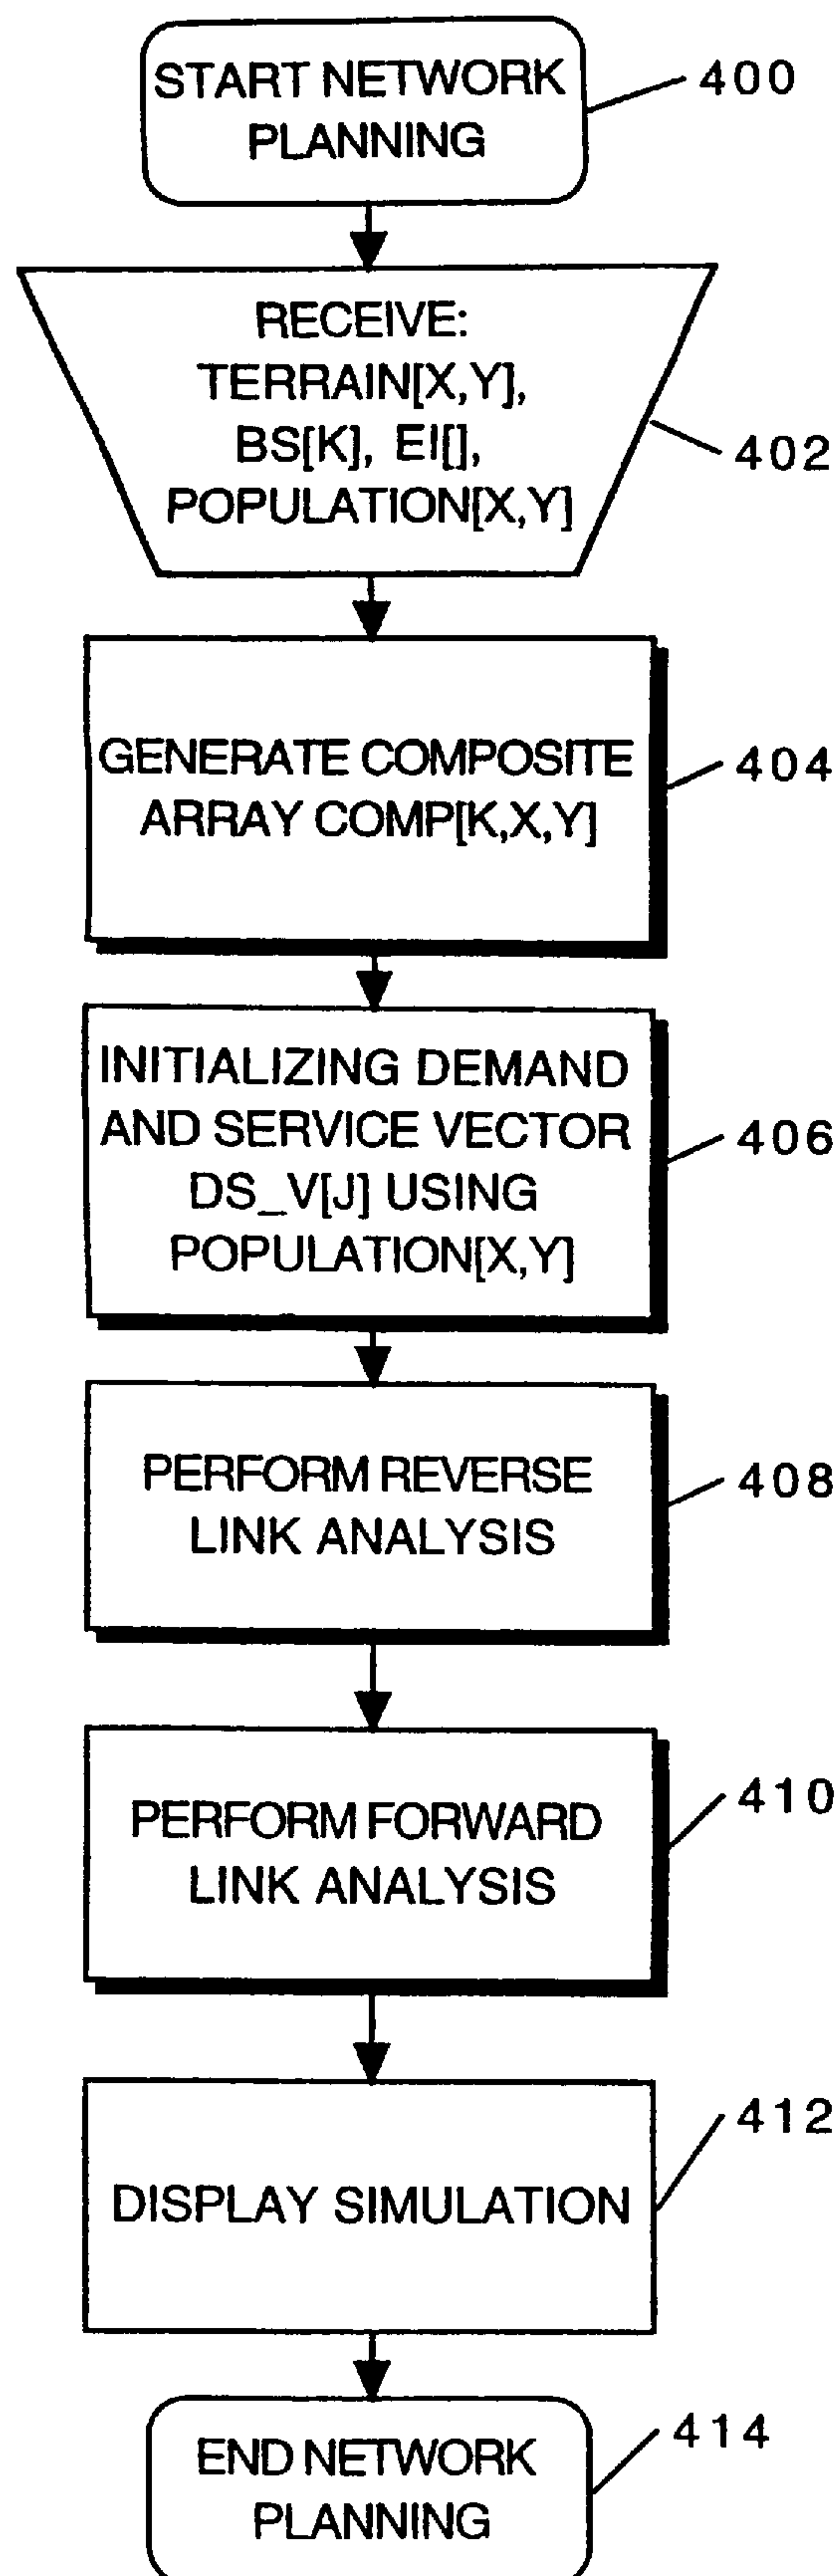 START NETWORK
PLANNING
400
RECEIVE:
TERRAIN[X,Y],
BS[K], EI[],
POPULATION[X,Y]
402
GENERATE COMPOSITE
ARRAY COMP[K,X,Y]
404
INITIALIZING DEMAND
AND SERVICE VECTOR
DS_V[J] USING
POPULATION[X,Y]
406
PERFORM REVERSE
LINK ANALYSIS
408
PERFORM FORWARD
LINK ANALYSIS
410
DISPLAY SIMULATION
412
END NETWORK
PLANNING
414